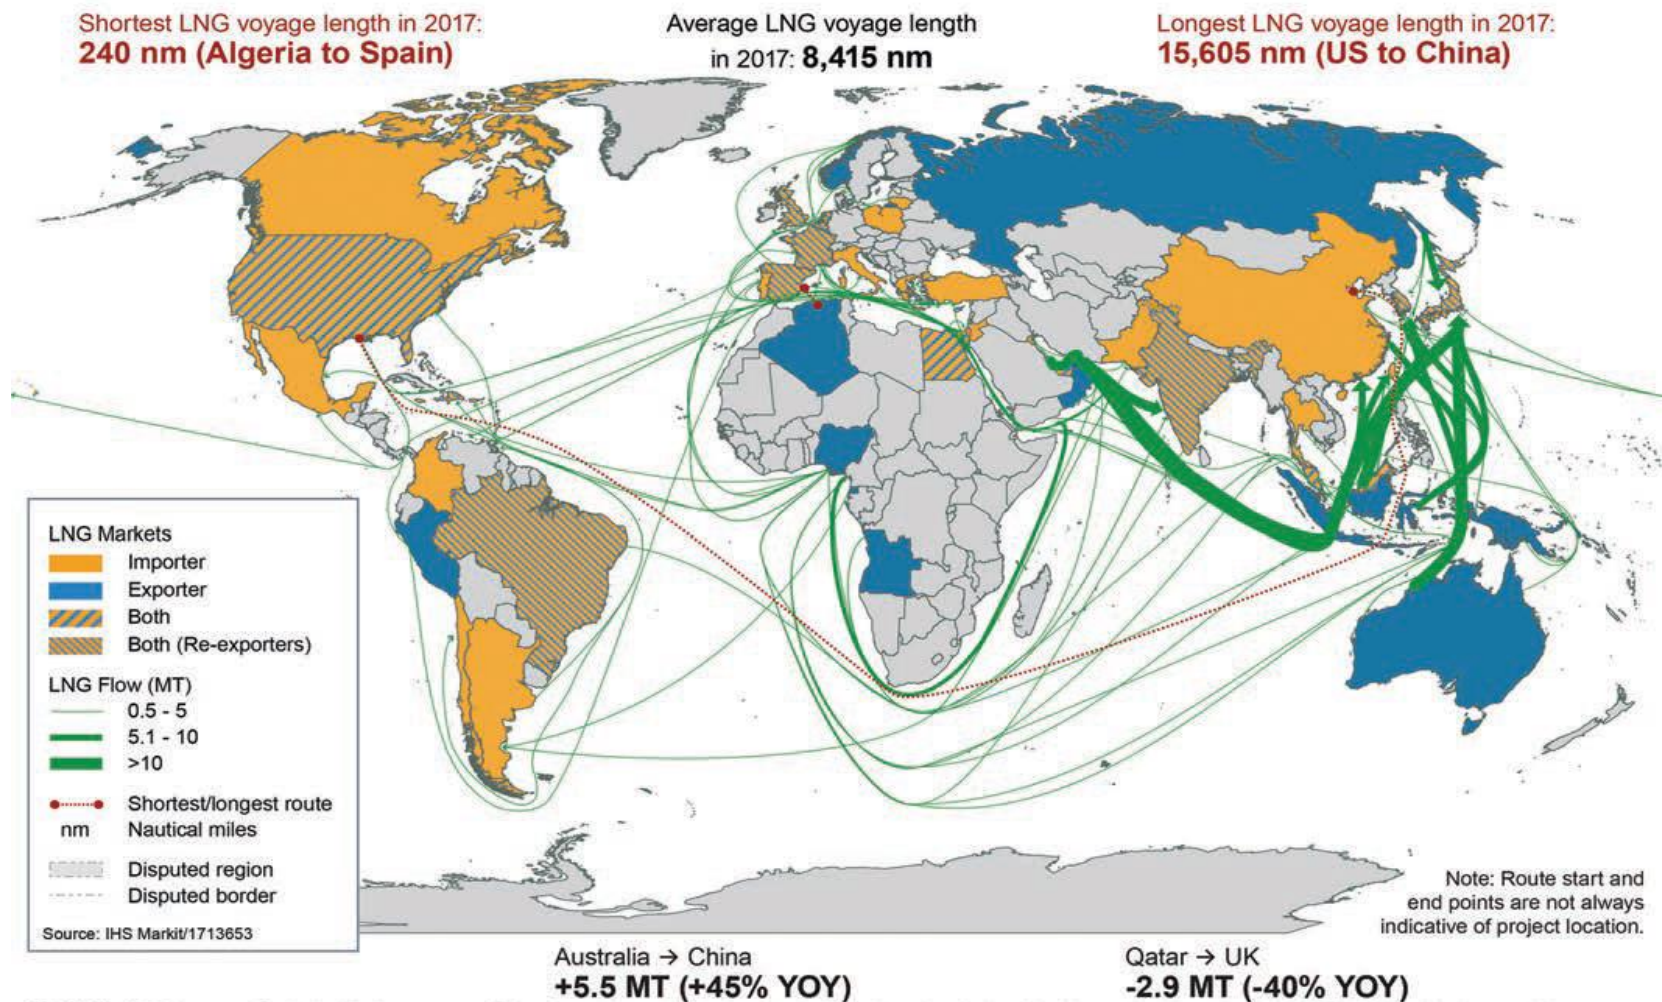 Shortest LNG voyage length in 2017:
240 nm (Algeria to Spain)
Average LNG voyage length
in 2017: 8,415 nm
Longest LNG voyage length in 2017:
15,605 nm (US to China)
LNG Markets
Importer
Exporter
Both
Both (Re-exporters)
LNG Flow (MT)
0.5 - 5
5.1 - 10
>10
Shortest/longest route
nm Nautical miles
Disputed region
Disputed border
Source: IHS Markit/1713653
Note: Route start and
end points are not always
indicative of project location.
Australia → China
+5.5 MT (+45% YOY)
Qatar → UK
-2.9 MT (-40% YOY)